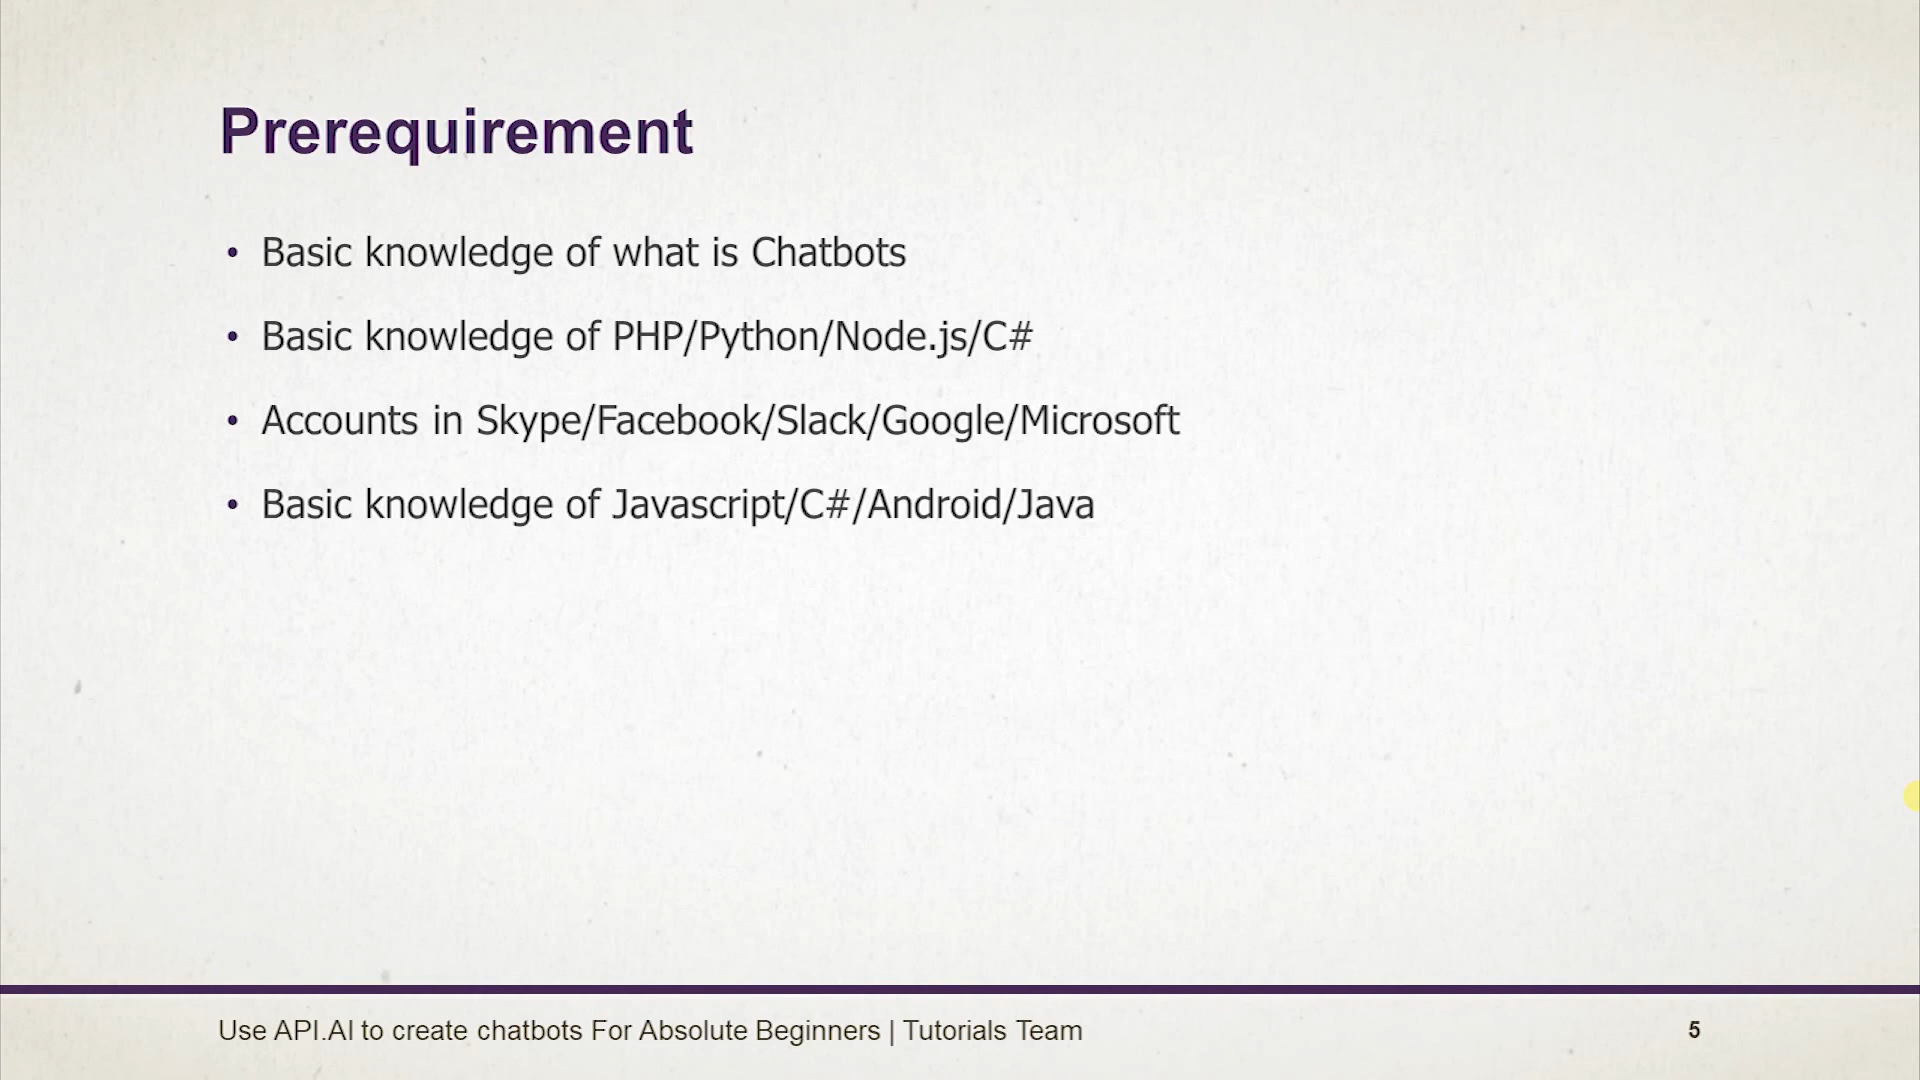 Prerequirement
• Basic knowledge of what is Chatbots
• Basic knowledge of PHP/Python/Node.js/C#
• Accounts in Skype/Facebook/Slack/Google/Microsoft
• Basic knowledge of Javascript/C#/Android/Java
Use API.AI to create chatbots For Absolute Beginners | Tutorials Team
5